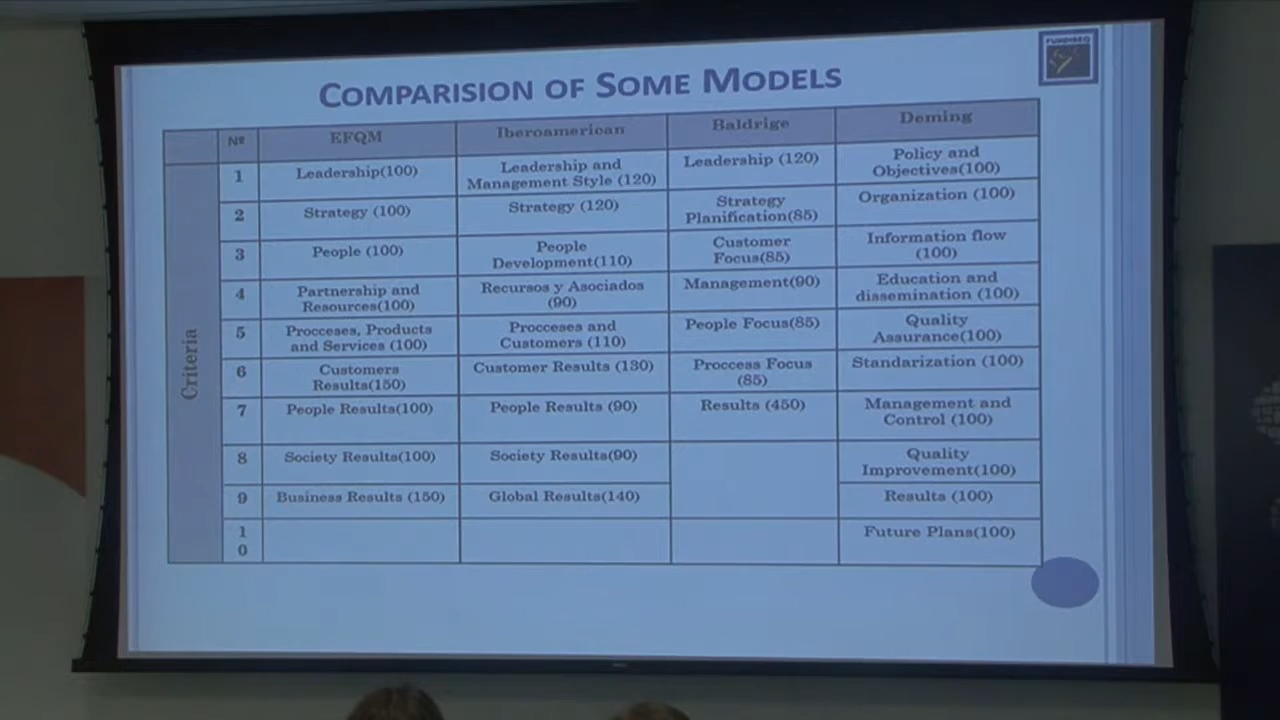 FUNDIBEQ
COMPARISION OF SOME MODELS
Nº EFQM Iberoamerican Baldrige Deming
Criteria
1 Leadership(100) Leadership and Management Style (120) Leadership (120) Policy and Objectives(100)
2 Strategy (100) Strategy (120) Strategy Planification(85) Organization (100)
3 People (100) People Development(110) Customer Focus(85) Information flow (100)
4 Partnership and Resources(100) Recursos y Asociados (90) Management(90) Education and dissemination (100)
5 Procceses, Products and Services (100) Procceses and Customers (110) People Focus(85) Quality Assurance(100)
6 Customers Results(150) Customer Results (130) Proccess Focus (85) Standarization (100)
7 People Results(100) People Results (90) Results (450) Management and Control (100)
8 Society Results(100) Society Results(90) Quality Improvement(100)
9 Business Results (150) Global Results(140) Results (100)
10 Future Plans(100)